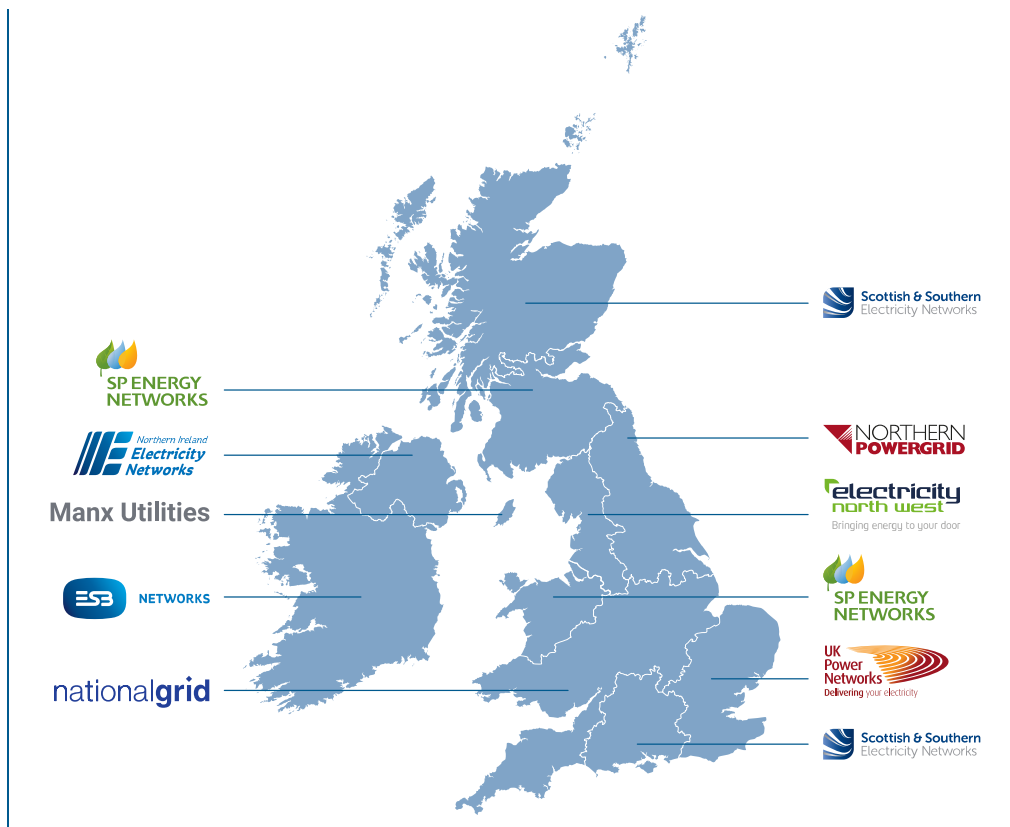 Scottish & Southern
Electricity Networks
SP ENERGY
NETWORKS
Northern Ireland
Electricity
Networks
NORTHERN
POWERGRID
Manx Utilities
electricity
north west
Bringing energy to your door
ESB NETWORKS
SP ENERGY
NETWORKS
UK
Power
Networks
Delivering your electricity
nationalgrid
Scottish & Southern
Electricity Networks